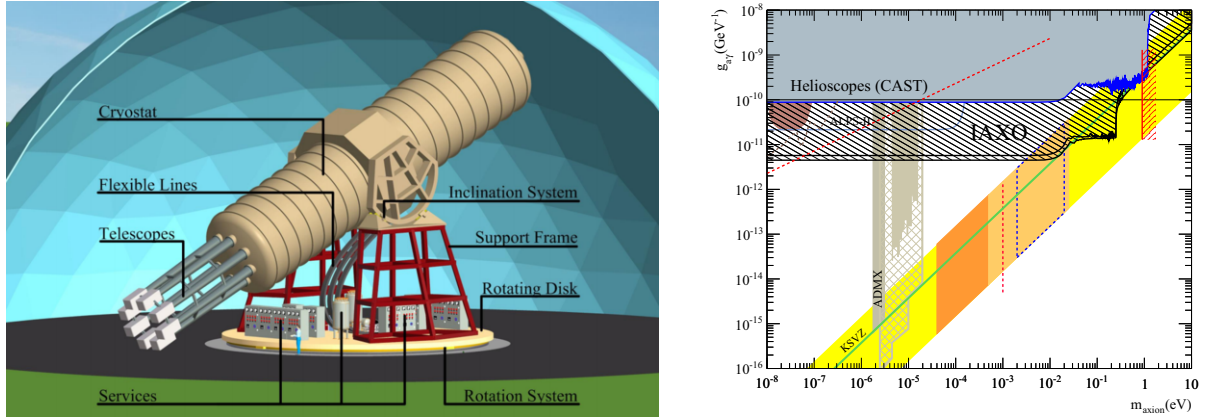 Cryostat
Flexible Lines
Telescopes
Services
Inclination System
Support Frame
Rotating Disk
Rotation System
g_aγ(GeV⁻¹)
10⁻⁸
10⁻⁹
10⁻¹⁰
10⁻¹¹
10⁻¹²
10⁻¹³
10⁻¹⁴
10⁻¹⁵
10⁻¹⁶
Helioscopes (CAST)
ALPS-II
IAXO
ADMX
KSVZ
10⁻⁸ 10⁻⁷ 10⁻⁶ 10⁻⁵ 10⁻⁴ 10⁻³ 10⁻² 10⁻¹ 1 10
m_axion(eV)